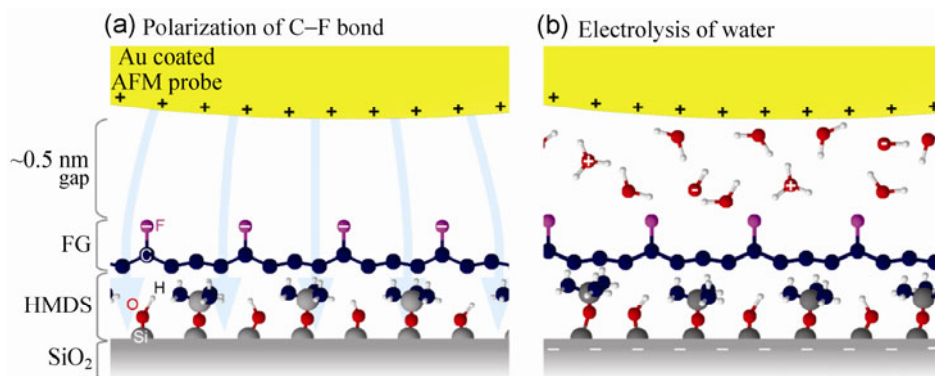 (a) Polarization of C–F bond
Au coated
AFM probe
+ + + + + + + + + +
~0.5 nm
gap
FG
HMDS
SiO₂
− − − −
F
C
H
O
Si
(b) Electrolysis of water
+ + + + + + + + + +
+ − + −
− − − − − − − − −